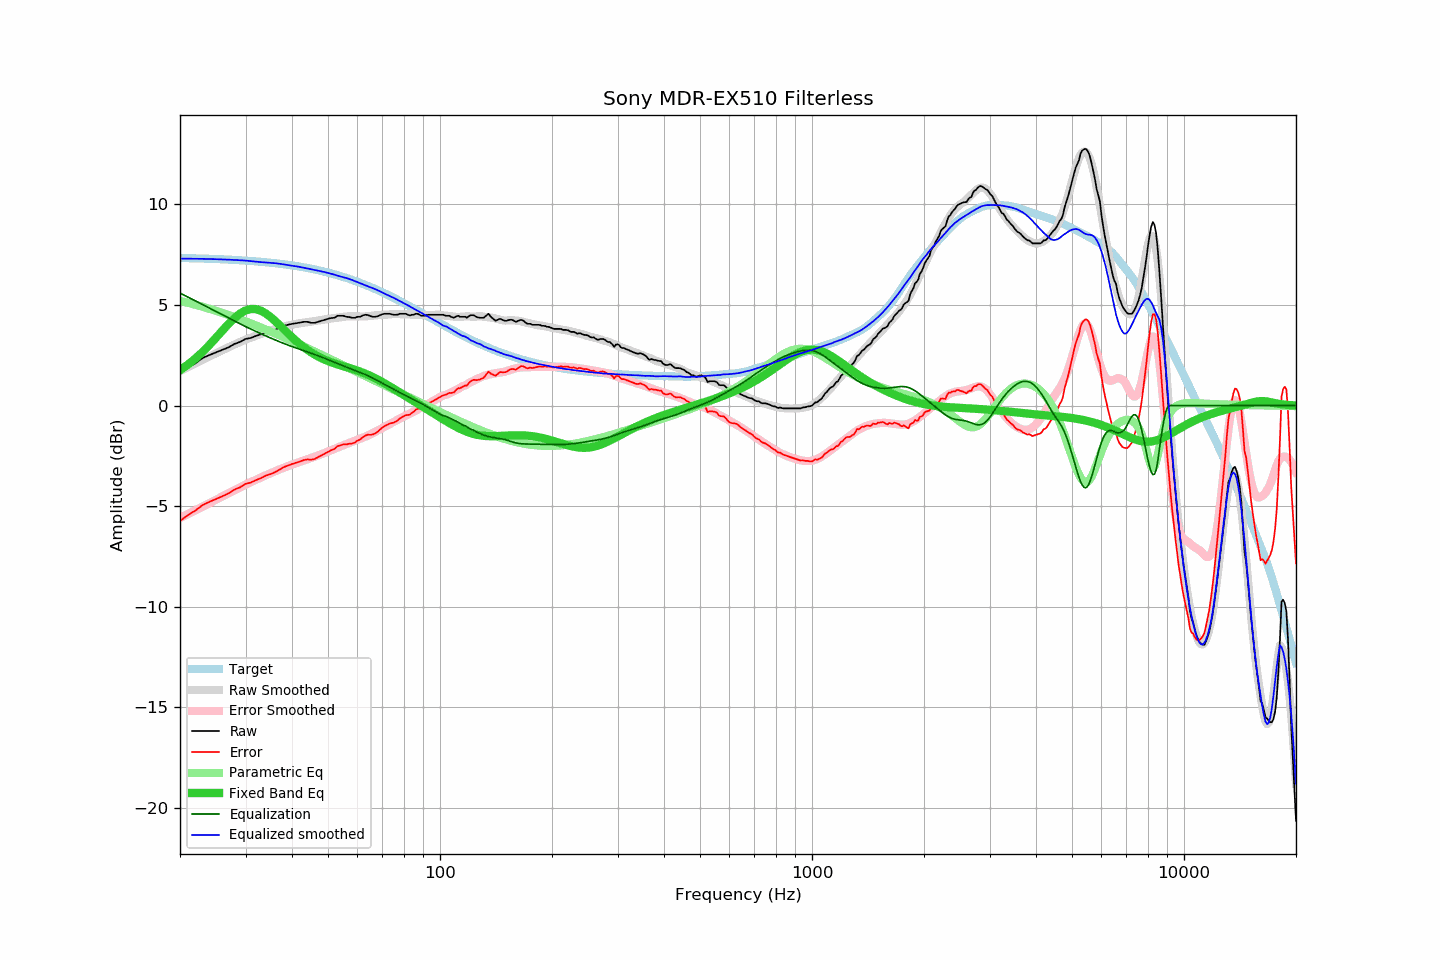 Sony MDR-EX510 Filterless
Amplitude (dBr)
10
5
0
−5
−10
−15
−20
Target
Raw Smoothed
Error Smoothed
Raw
Error
Parametric Eq
Fixed Band Eq
Equalization
Equalized smoothed
100
1000
10000
Frequency (Hz)